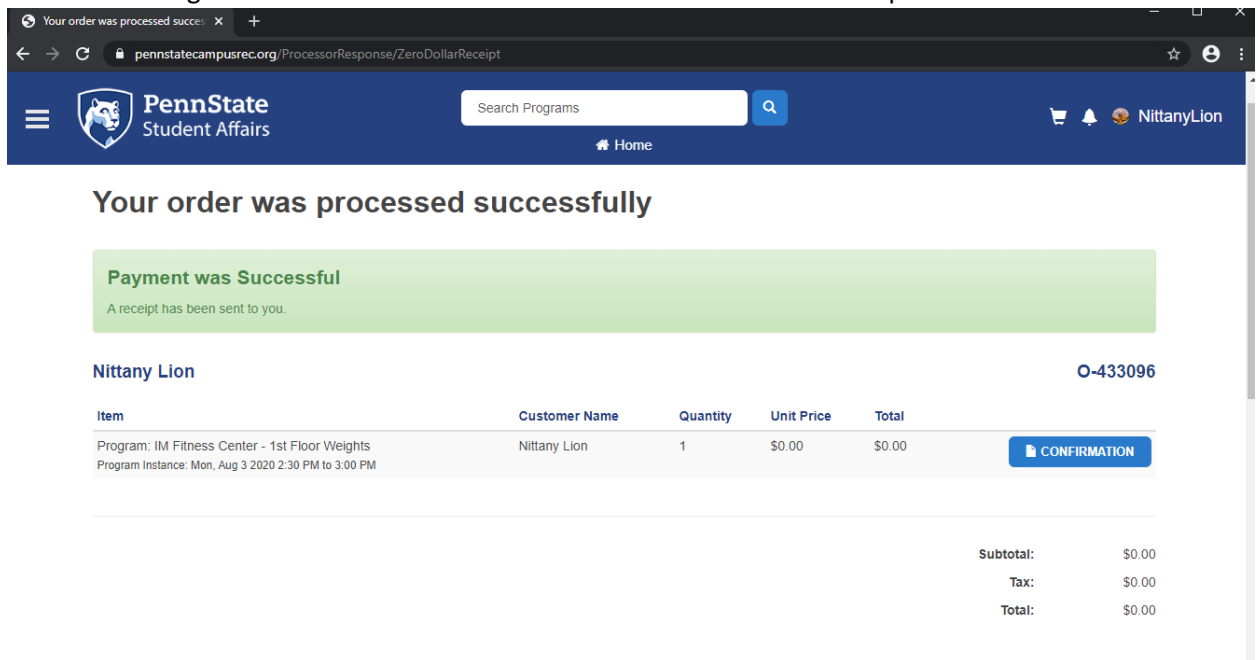 Your order was processed succes
pennstatecampusrec.org/ProcessorResponse/ZeroDollarReceipt
PennState
Student Affairs
Search Programs
Home
NittanyLion
Your order was processed successfully
Payment was Successful
A receipt has been sent to you.
Nittany Lion O-433096
Item Customer Name Quantity Unit Price Total
Program: IM Fitness Center - 1st Floor Weights Nittany Lion 1 $0.00 $0.00 CONFIRMATION
Program Instance: Mon, Aug 3 2020 2:30 PM to 3:00 PM
Subtotal: $0.00
Tax: $0.00
Total: $0.00